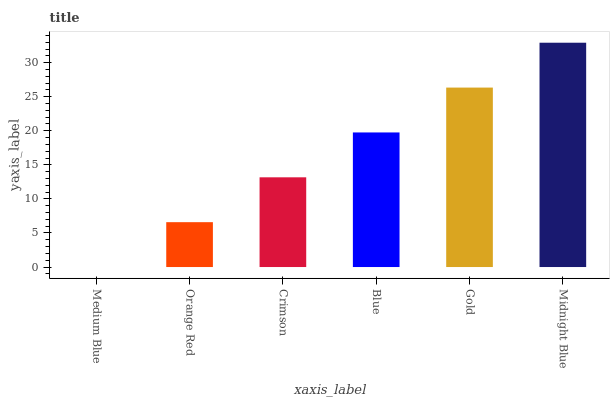 title
yaxis_label
30
25
20
15
10
5
0
Medium Blue
Orange Red
Crimson
Blue
Gold
Midnight Blue
xaxis_label